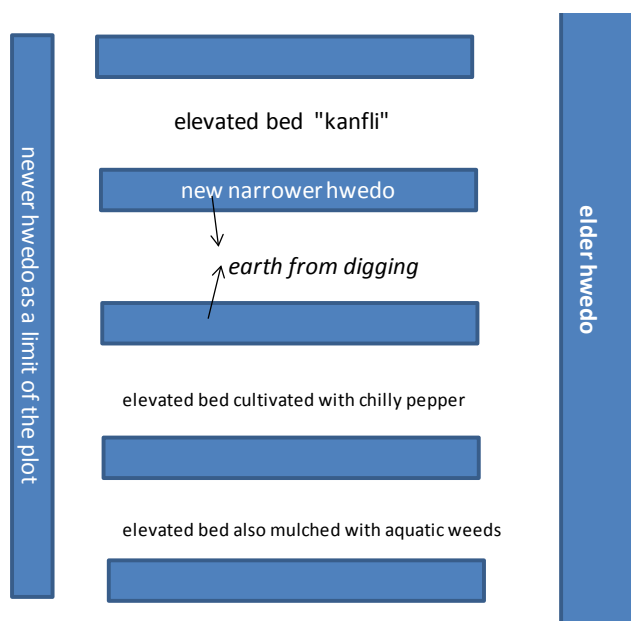 elevated bed "kanfli"
new narrower hwedo
earth from digging
elevated bed cultivated with chilly pepper
elevated bed also mulched with aquatic weeds
newer hwedo as a limit of the plot
elder hwedo